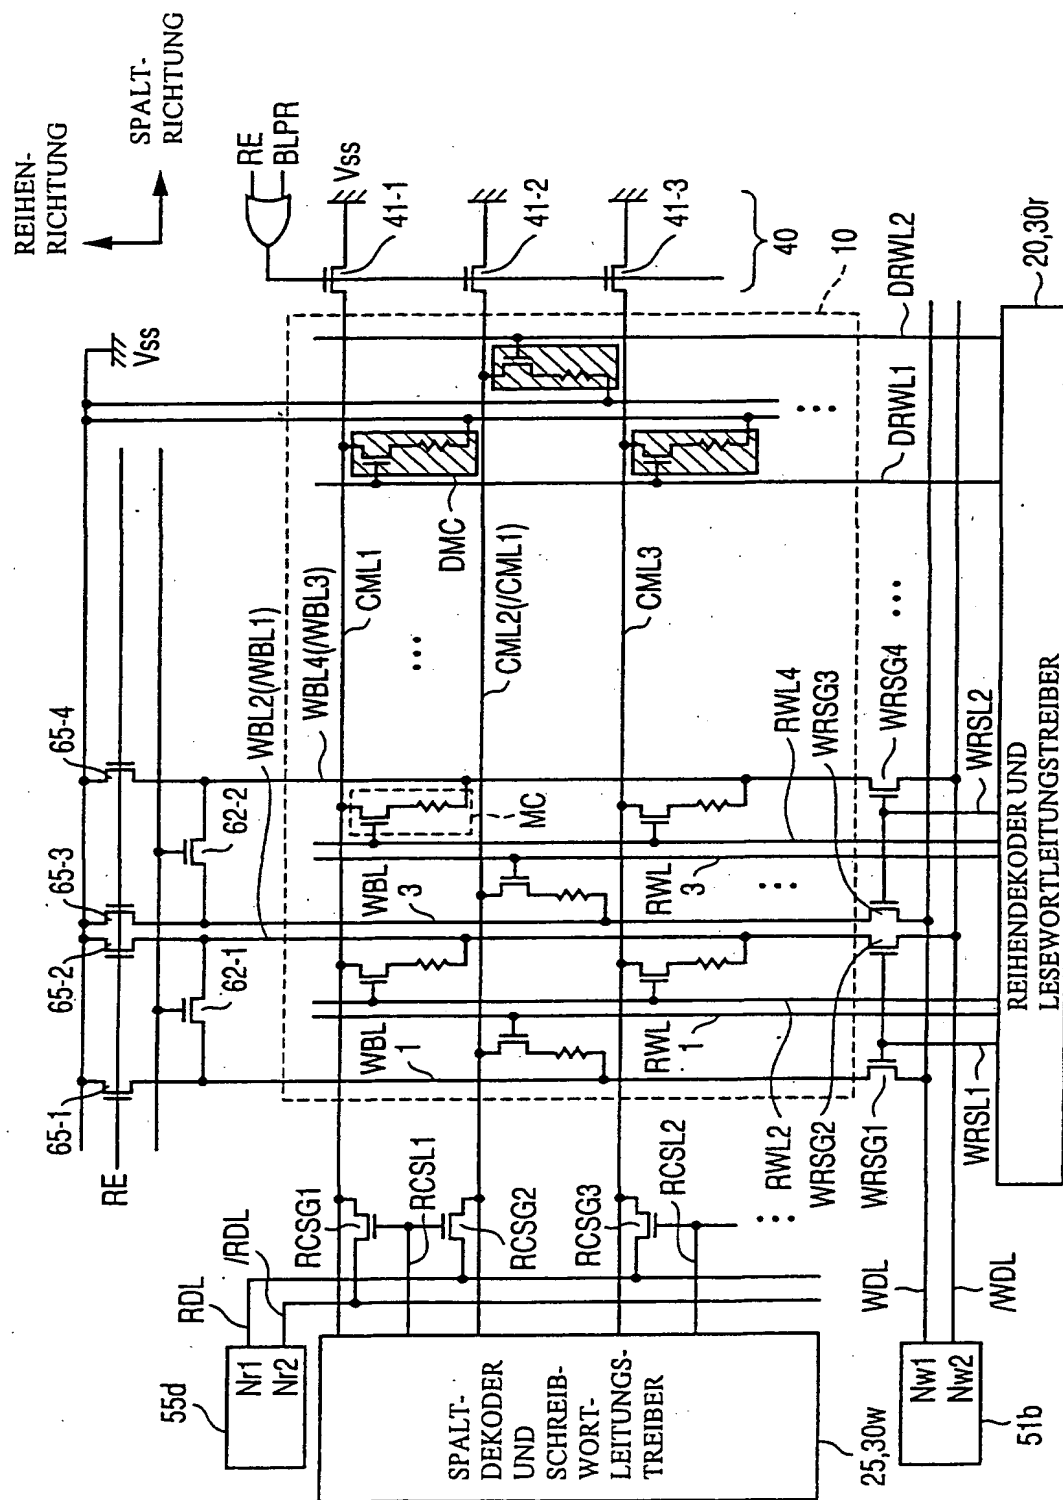 REIHEN-
RICHTUNG
SPALT-
RICHTUNG
RE
BLPR
Vss
41-1
41-2
41-3
40
10
Vss
DRWL2
DRWL1
DMC
CML1
CML2(/CML1)
CML3
WBL4(/WBL3)
WBL2(/WBL1)
65-4
65-3
65-2
65-1
62-2
62-1
RE
MC
WBL
3
WBL
1
RWL
3
RWL
1
RWL4
RWL2
WRSG4
WRSG3
WRSG2
WRSG1
WRSL2
WRSL1
REIHENDEKODER UND
LESEWORTLEITUNGSTREIBER
20,30r
RCSG1
RCSL1
RCSG2
RCSG3
RCSL2
RDL
/RDL
Nr1
Nr2
55d
SPALT-
DEKODER
UND
SCHREIB-
WORT-
LEITUNGS-
TREIBER
25,30w
WDL
/WDL
Nw1
Nw2
51b